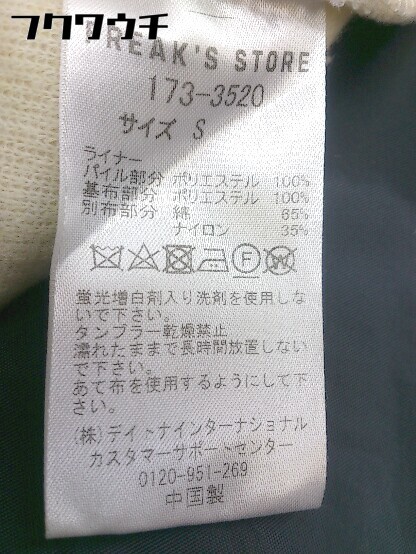 フクウウチ
FREAK'S STORE
173-3520
サイズ S
ライナー
パイル部分 ポリエステル 100%
基布部分 ポリエステル 100%
別布部分 綿 65%
ナイロン 35%
蛍光増白剤入り洗剤を使用しな
いで下さい。
タンブラー乾燥禁止
濡れたままで長時間放置しない
で下さい。
あて布を使用するようにして下
さい。
(株)デイトナインターナショナル
カスタマーサポートセンター
0120-951-269
中国製